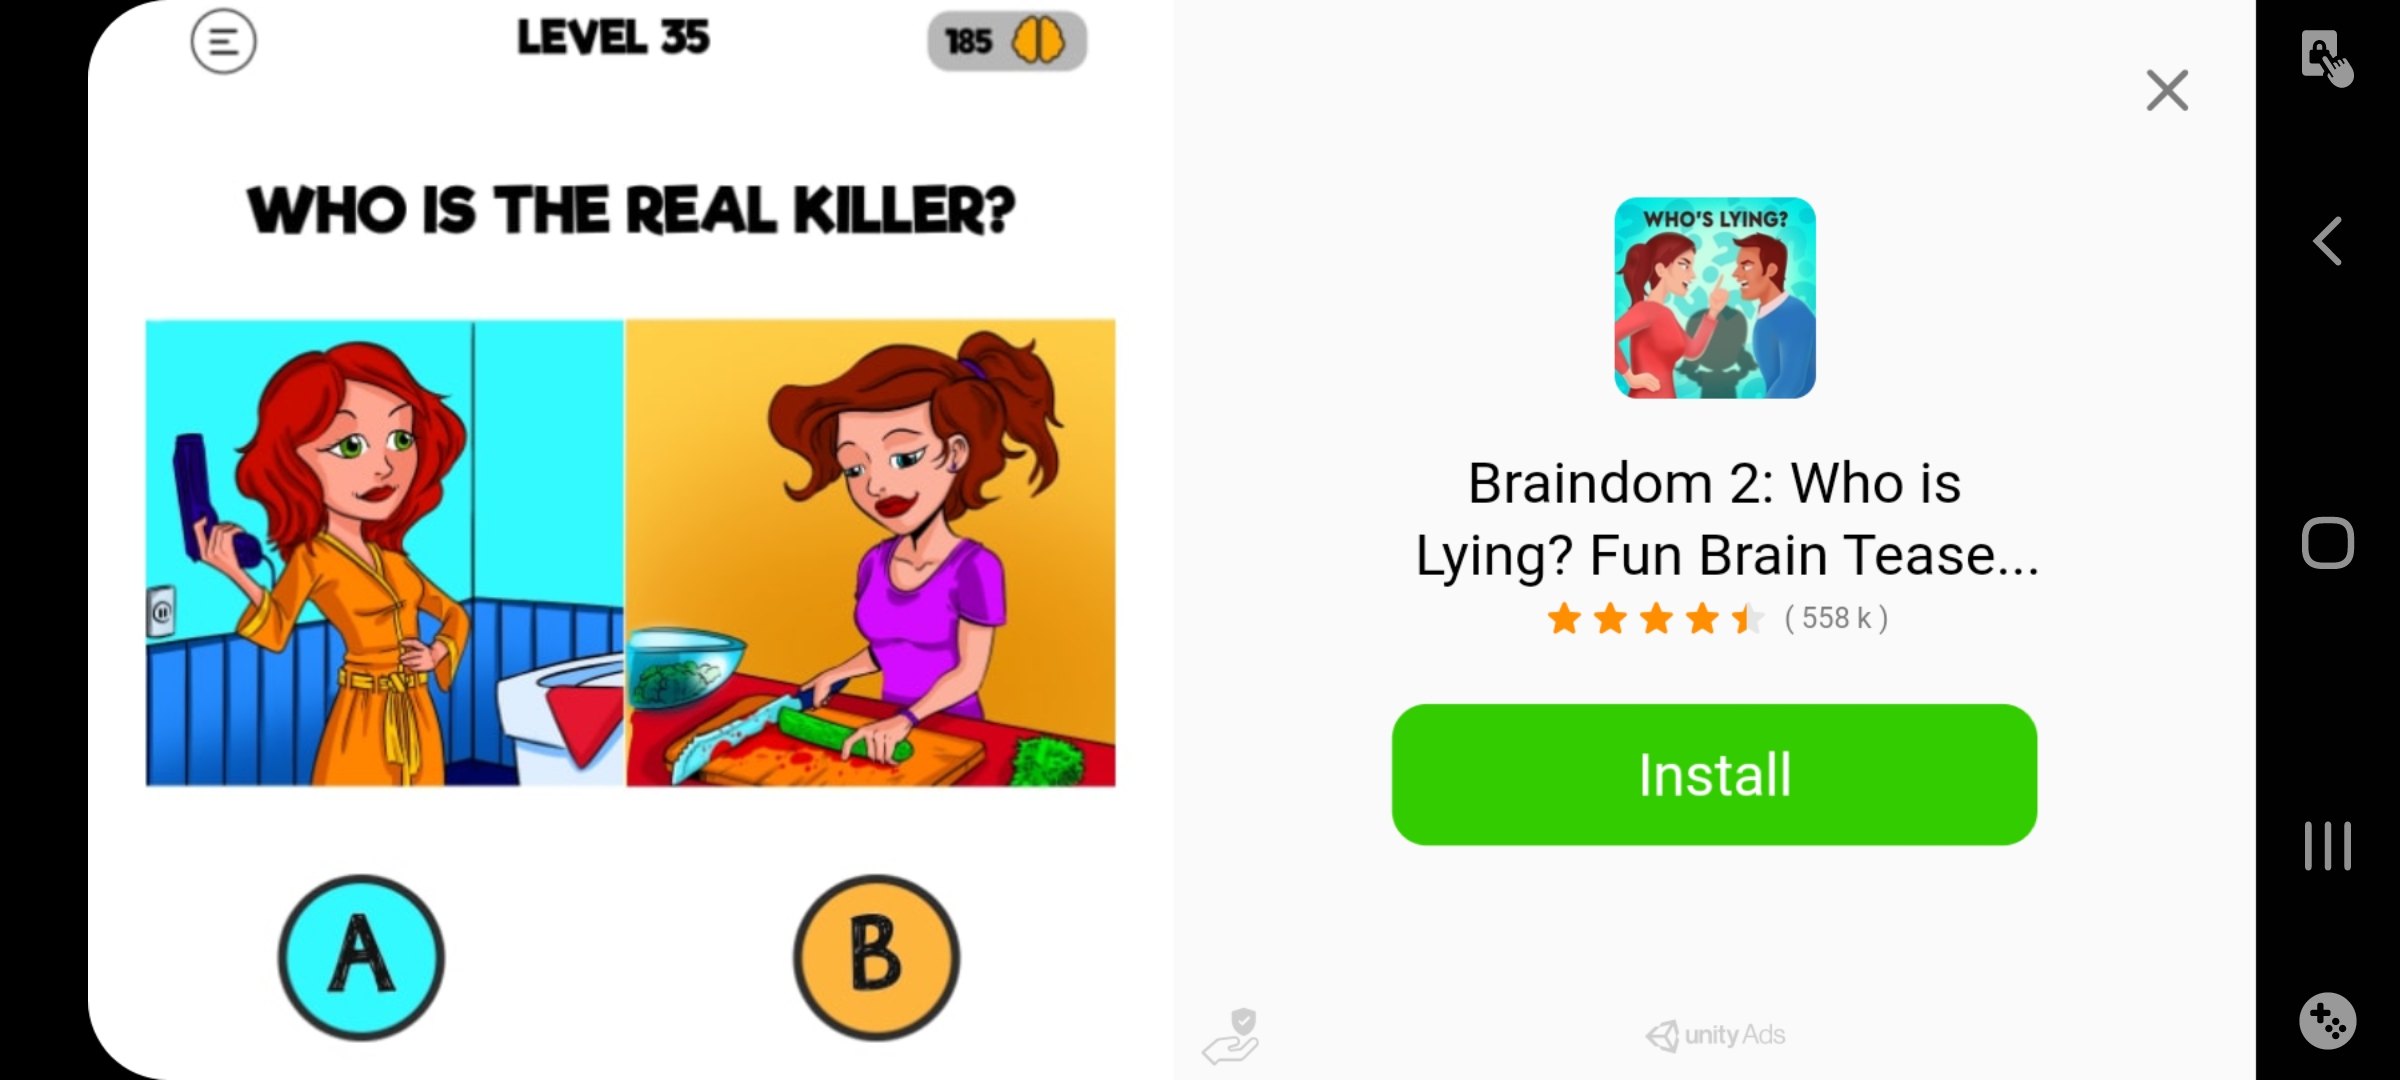 LEVEL 35
185
WHO IS THE REAL KILLER?
A
B
WHO'S LYING?
Braindom 2: Who is
Lying? Fun Brain Tease...
( 558 k )
Install
unity Ads